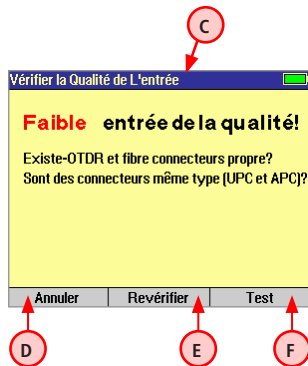 C
Vérifier la Qualité de L'entrée
Faible entrée de la qualité!
Existe-OTDR et fibre connecteurs propre?
Sont des connecteurs même type (UPC et APC)?
Annuler Revérifier Test
D E F